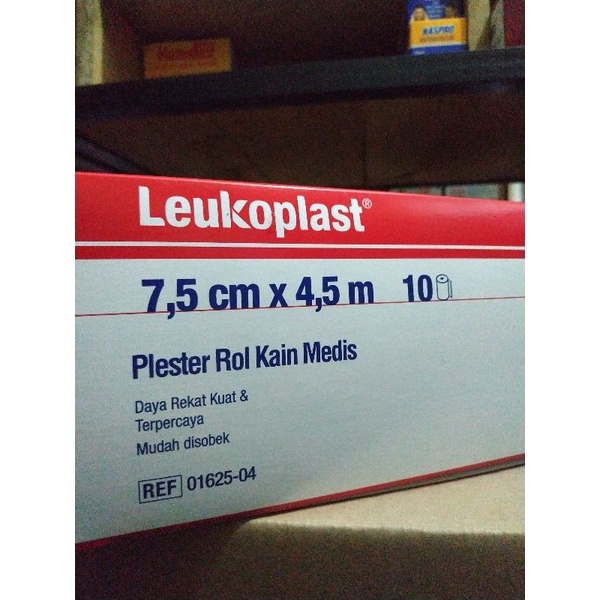 Leukoplast®
7,5 cm x 4,5 m 10
Plester Rol Kain Medis
Daya Rekat Kuat &
Terpercaya
Mudah disobek
REF 01625-04